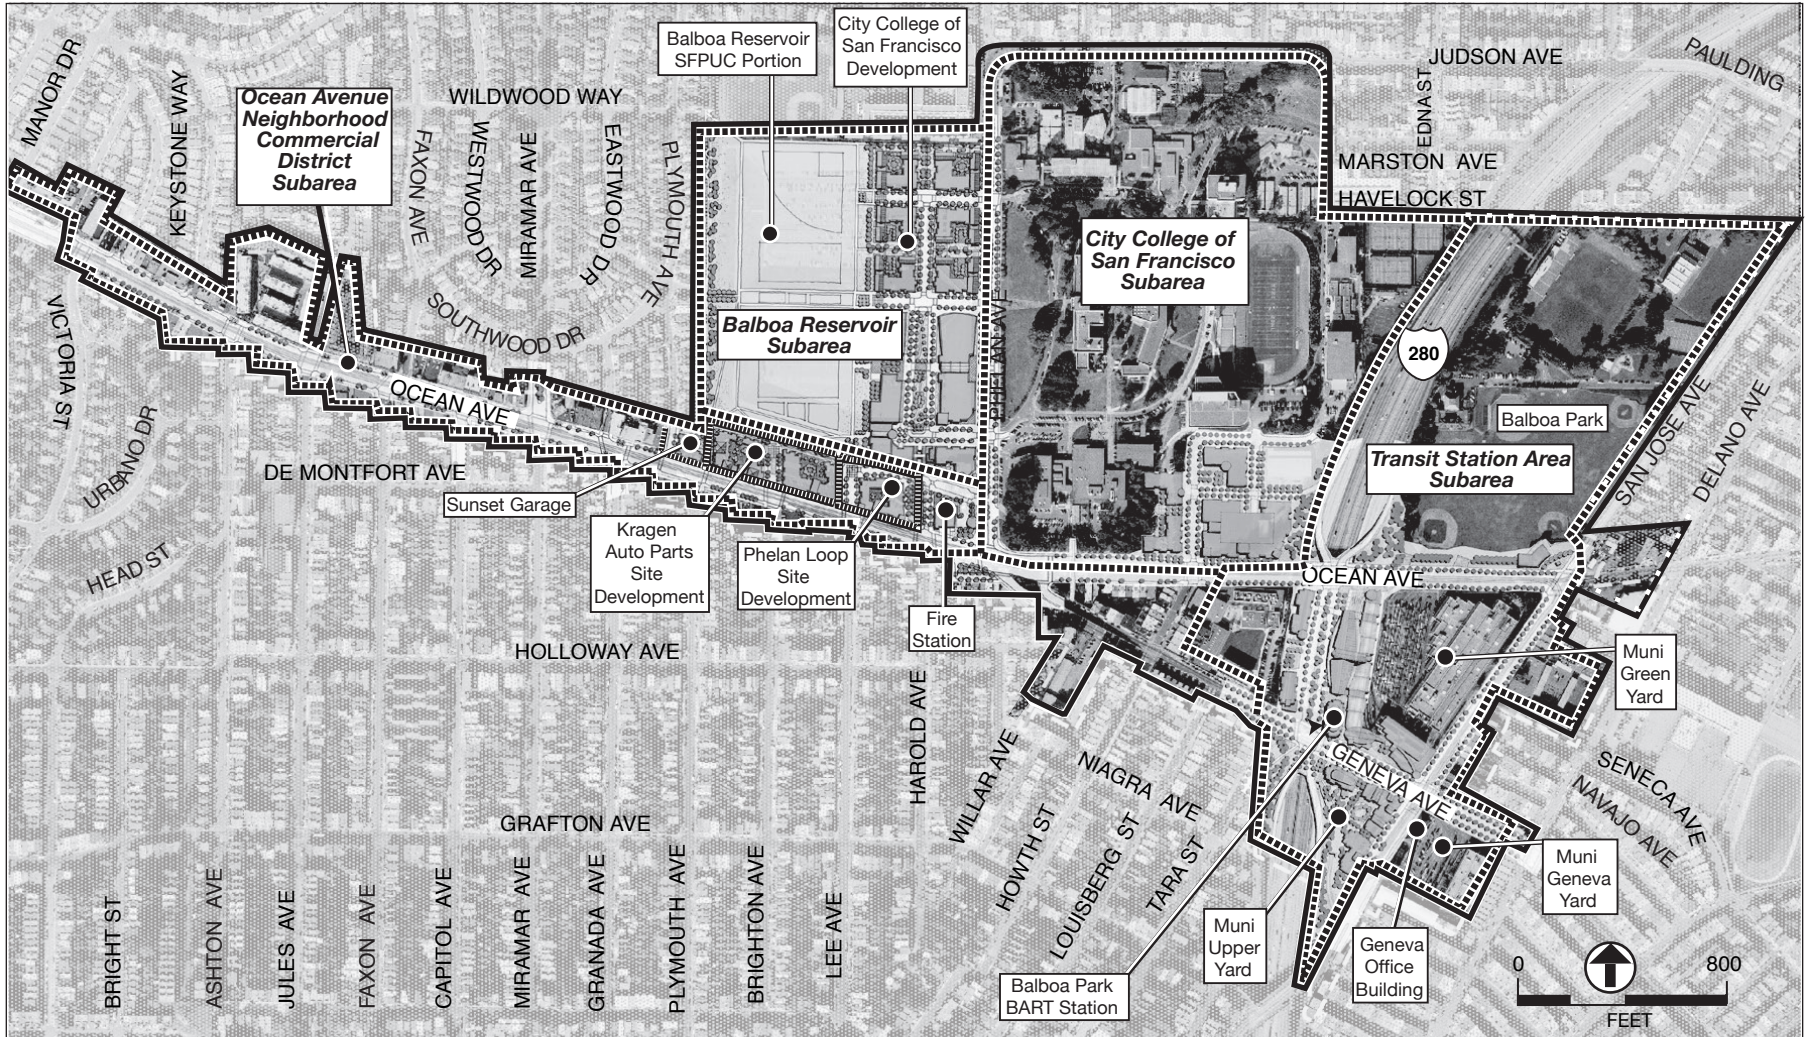 MANOR DR
KEYSTONE WAY
Ocean Avenue
Neighborhood
Commercial
District
Subarea
WILDWOOD WAY
FAXON AVE
WESTWOOD DR
MIRAMAR AVE
EASTWOOD DR
PLYMOUTH AVE
SOUTHWOOD DR
Balboa Reservoir
SFPUC Portion
City College of
San Francisco
Development
JUDSON AVE
PAULDING
EDNA ST
MARSTON AVE
HAVELOCK ST
City College of
San Francisco
Subarea
Balboa Reservoir
Subarea
PHELAN AVE
280
Balboa Park
Transit Station Area
Subarea
SAN JOSE AVE
DELANO AVE
VICTORIA ST
URBANO DR
HEAD ST
OCEAN AVE
DE MONTFORT AVE
Sunset Garage
Kragen
Auto Parts
Site
Development
Phelan Loop
Site
Development
Fire
Station
OCEAN AVE
HOLLOWAY AVE
Muni
Green
Yard
HAROLD AVE
WILLAR AVE
NIAGRA AVE
HOWTH ST
LOUISBERG ST
TARA ST
GENEVA AVE
SENECA AVE
NAVAJO AVE
GRAFTON AVE
BRIGHT ST
ASHTON AVE
JULES AVE
FAXON AVE
CAPITOL AVE
MIRAMAR AVE
GRANADA AVE
PLYMOUTH AVE
BRIGHTON AVE
LEE AVE
Balboa Park
BART Station
Muni
Upper
Yard
Geneva
Office
Building
Muni
Geneva
Yard
0 800
FEET